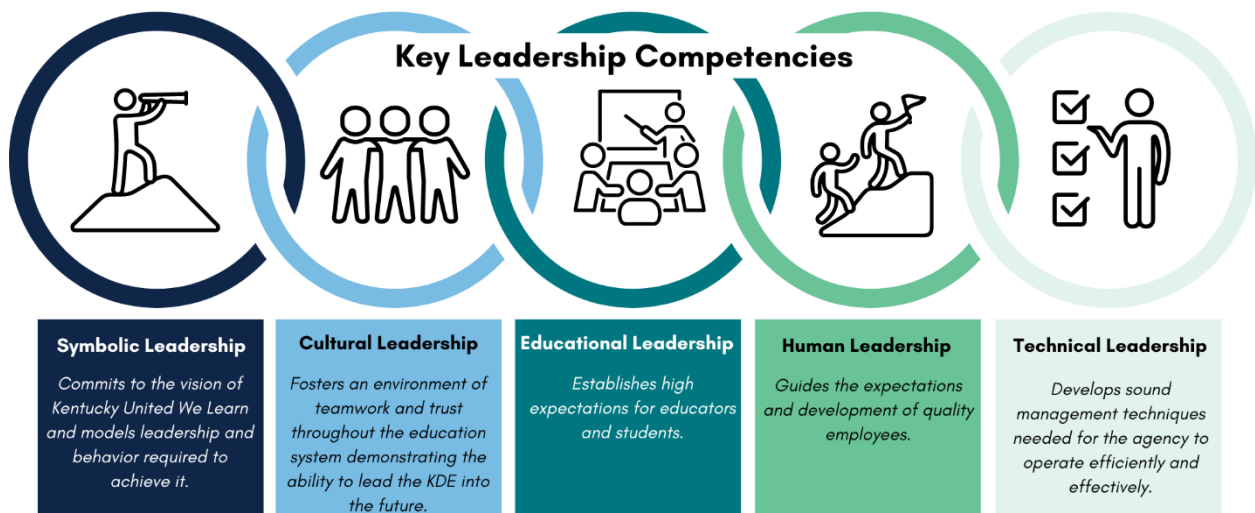 Key Leadership Competencies
Symbolic Leadership
Commits to the vision of
Kentucky United We Learn
and models leadership and
behavior required to
achieve it.
Cultural Leadership
Fosters an environment of
teamwork and trust
throughout the education
system demonstrating the
ability to lead the KDE into
the future.
Educational Leadership
Establishes high
expectations for educators
and students.
Human Leadership
Guides the expectations
and development of quality
employees.
Technical Leadership
Develops sound
management techniques
needed for the agency to
operate efficiently and
effectively.